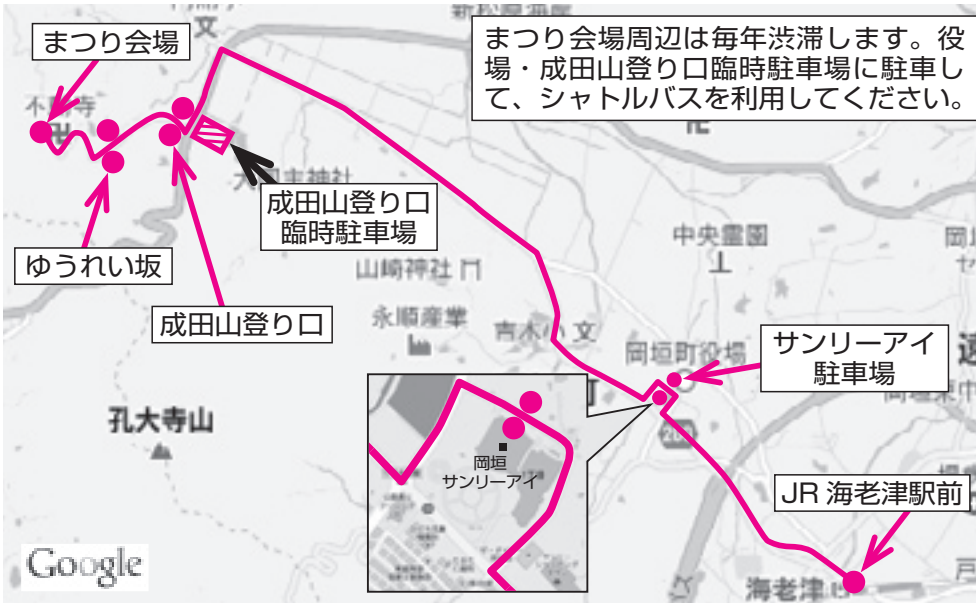 まつり会場
まつり会場周辺は毎年渋滞します。役
場・成田山登り口臨時駐車場に駐車し
て、シャトルバスを利用してください。
成田山登り口
臨時駐車場
ゆうれい坂
成田山登り口
中央霊園
山崎神社
永順産業
吉木小
岡垣町役場
サンリーアイ
駐車場
孔大寺山
岡垣
サンリーアイ
JR 海老津駅前
海老津
Google